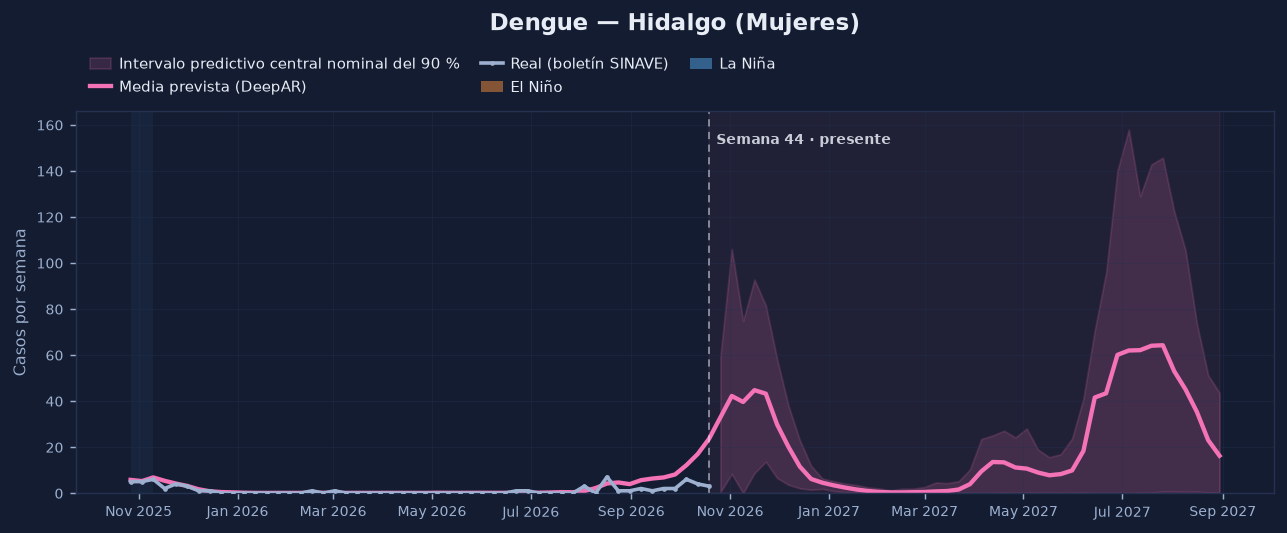 Dengue — Hidalgo (Mujeres)
Intervalo predictivo central nominal del 90 %
Real (boletín SINAVE)
La Niña
Media prevista (DeepAR)
El Niño
Semana 44 · presente
Casos por semana
160
140
120
100
80
60
40
20
0
Nov 2025 Jan 2026 Mar 2026 May 2026 Jul 2026 Sep 2026 Nov 2026 Jan 2027 Mar 2027 May 2027 Jul 2027 Sep 2027